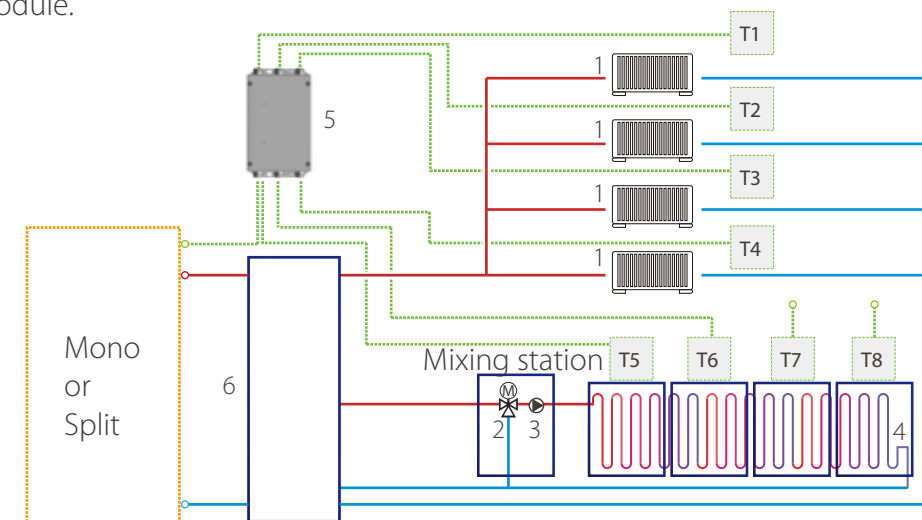 odule.
T1
1
T2
5
1
T3
1
T4
1
Mono
or
Split
6
Mixing station
T5
T6
T7
T8
M
2
3
4